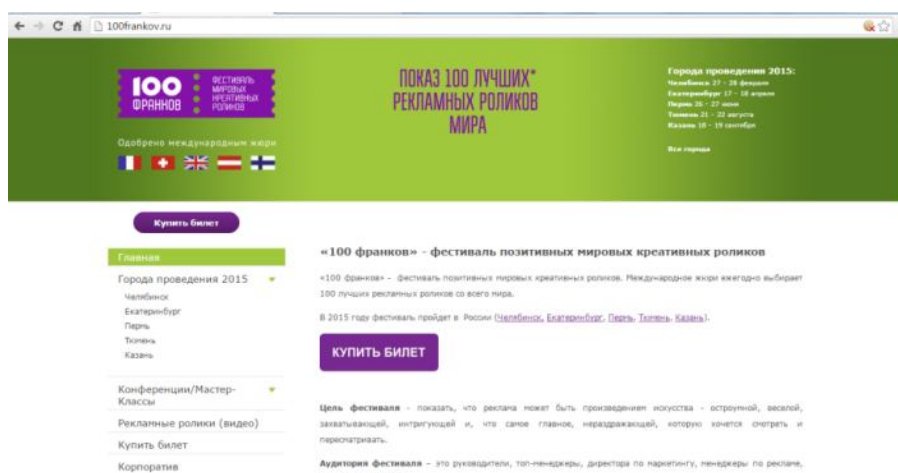 100frankov.ru
100
ФРАНКОВ
ФЕСТИВАЛЬ
МИРОВЫХ
КРЕАТИВНЫХ
РОЛИКОВ
Одобрено международным жюри
ПОКАЗ 100 ЛУЧШИХ*
РЕКЛАМНЫХ РОЛИКОВ
МИРА
Города проведения 2015:
Челябинск 27 - 28 февраля
Екатеринбург 17 - 18 апреля
Пермь 26 - 27 июня
Тюмень 21 - 22 августа
Казань 18 - 19 сентября
Все города
Купить билет
Главная
Города проведения 2015
Челябинск
Екатеринбург
Пермь
Тюмень
Казань
Конференции/Мастер-
Классы
Рекламные ролики (видео)
Купить билет
Корпоратив
«100 франков» - фестиваль позитивных мировых креативных роликов
«100 франков» - фестиваль позитивных мировых креативных роликов. Международное жюри ежегодно выбирает
100 лучших рекламных роликов со всего мира.
В 2015 году фестиваль пройдет в России (Челябинск, Екатеринбург, Пермь, Тюмень, Казань).
КУПИТЬ БИЛЕТ
Цель фестиваля - показать, что реклама может быть произведением искусства - остроумной, веселой,
захватывающей, интригующей и, что самое главное, нераздражающей, которую хочется смотреть и
пересматривать.
Аудитория фестиваля - это руководители, топ-менеджеры, директора по маркетингу, менеджеры по рекламе,